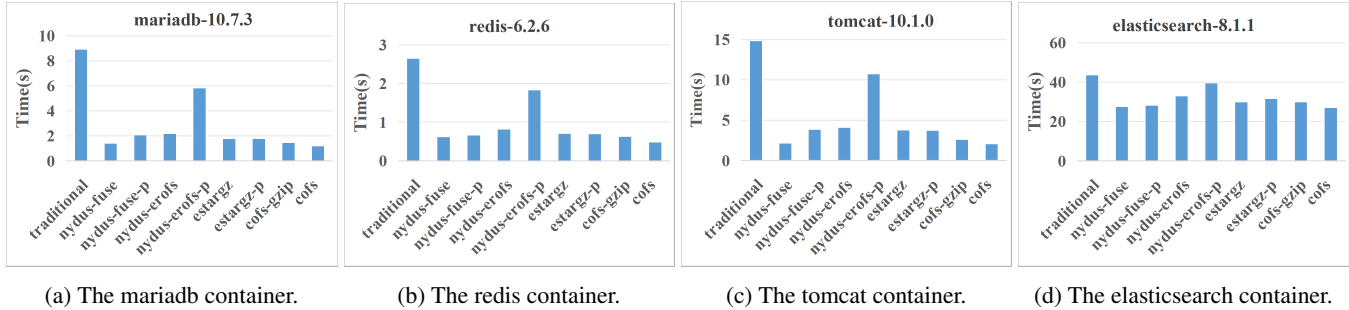 mariadb-10.7.3
Time(s)
10
8
6
4
2
0
traditional
nydus-fuse
nydus-fuse-p
nydus-erofs
nydus-erofs-p
estargz
estargz-p
cofs-gzip
cofs
(a) The mariadb container.
redis-6.2.6
Time(s)
3
2
1
0
traditional
nydus-fuse
nydus-fuse-p
nydus-erofs
nydus-erofs-p
estargz
estargz-p
cofs-gzip
cofs
(b) The redis container.
tomcat-10.1.0
Time(s)
15
10
5
0
traditional
nydus-fuse
nydus-fuse-p
nydus-erofs
nydus-erofs-p
estargz
estargz-p
cofs-gzip
cofs
(c) The tomcat container.
elasticsearch-8.1.1
Time(s)
60
40
20
0
traditional
nydus-fuse
nydus-fuse-p
nydus-erofs
nydus-erofs-p
estargz
estargz-p
cofs-gzip
cofs
(d) The elasticsearch container.